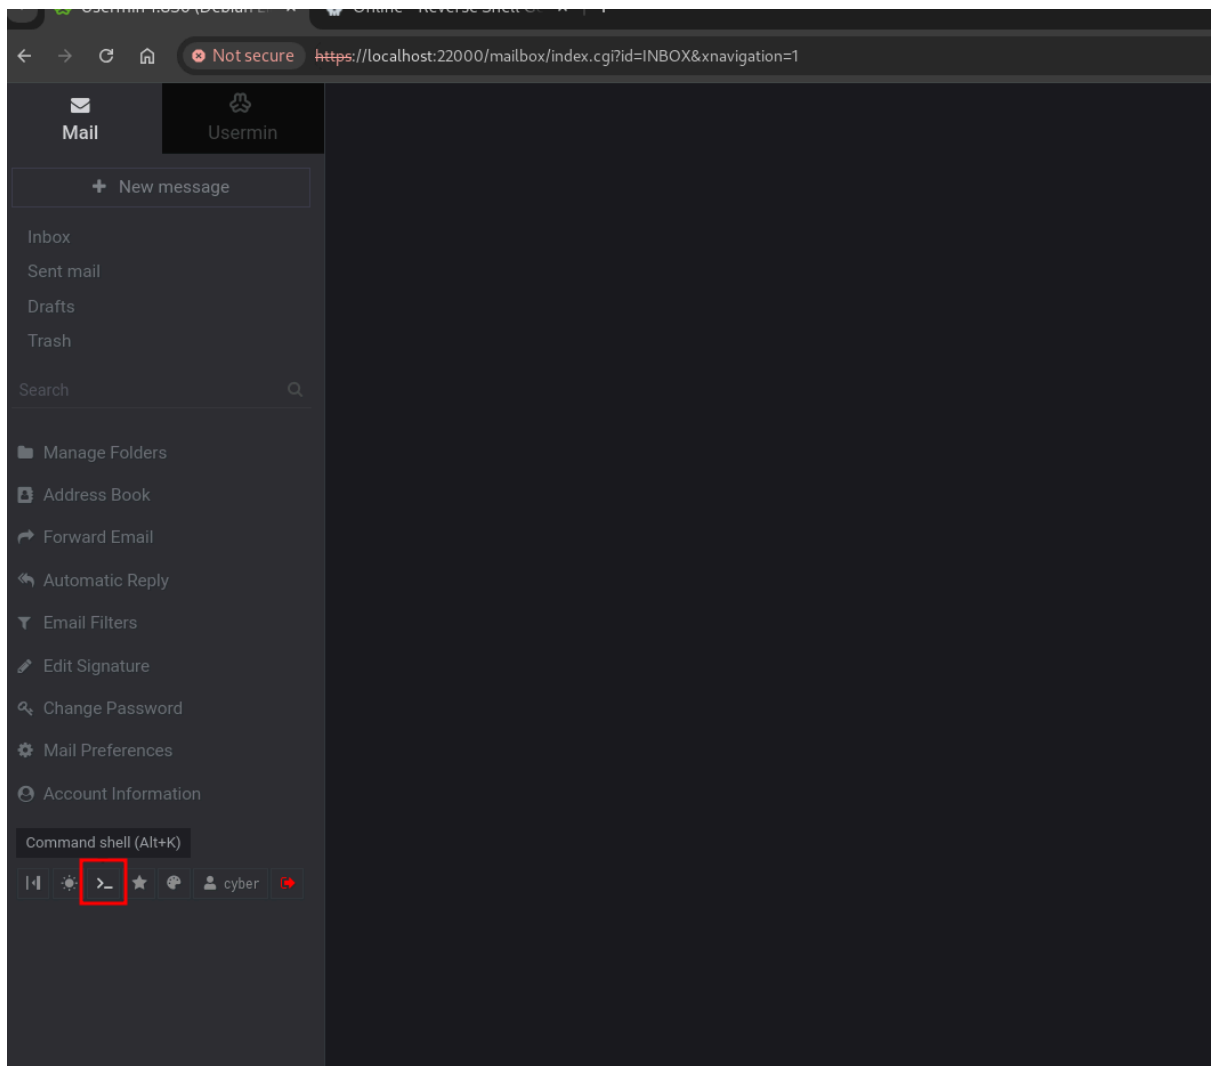 Not secure https://localhost:22000/mailbox/index.cgi?id=INBOX&xnavigation=1
Mail
Usermin
New message
Inbox
Sent mail
Drafts
Trash
Search
Manage Folders
Address Book
Forward Email
Automatic Reply
Email Filters
Edit Signature
Change Password
Mail Preferences
Account Information
Command shell (Alt+K)
cyber